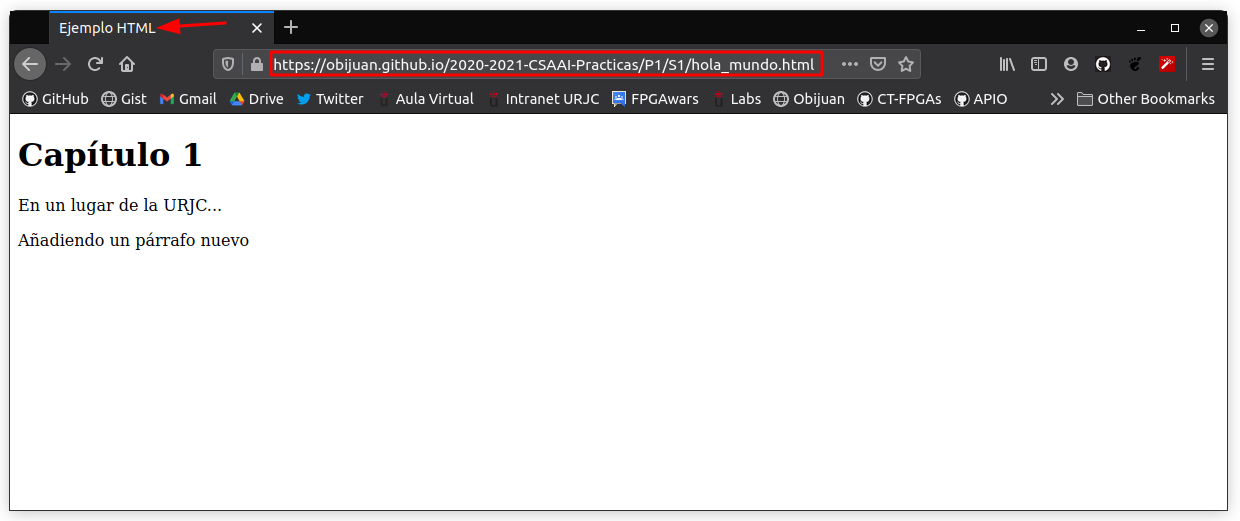 Ejemplo HTML
https://obijuan.github.io/2020-2021-CSAAI-Practicas/P1/S1/hola_mundo.html
GitHub Gist Gmail Drive Twitter Aula Virtual Intranet URJC FPGAwars Labs Obijuan CT-FPGAs APIO Other Bookmarks
Capítulo 1
En un lugar de la URJC...
Añadiendo un párrafo nuevo